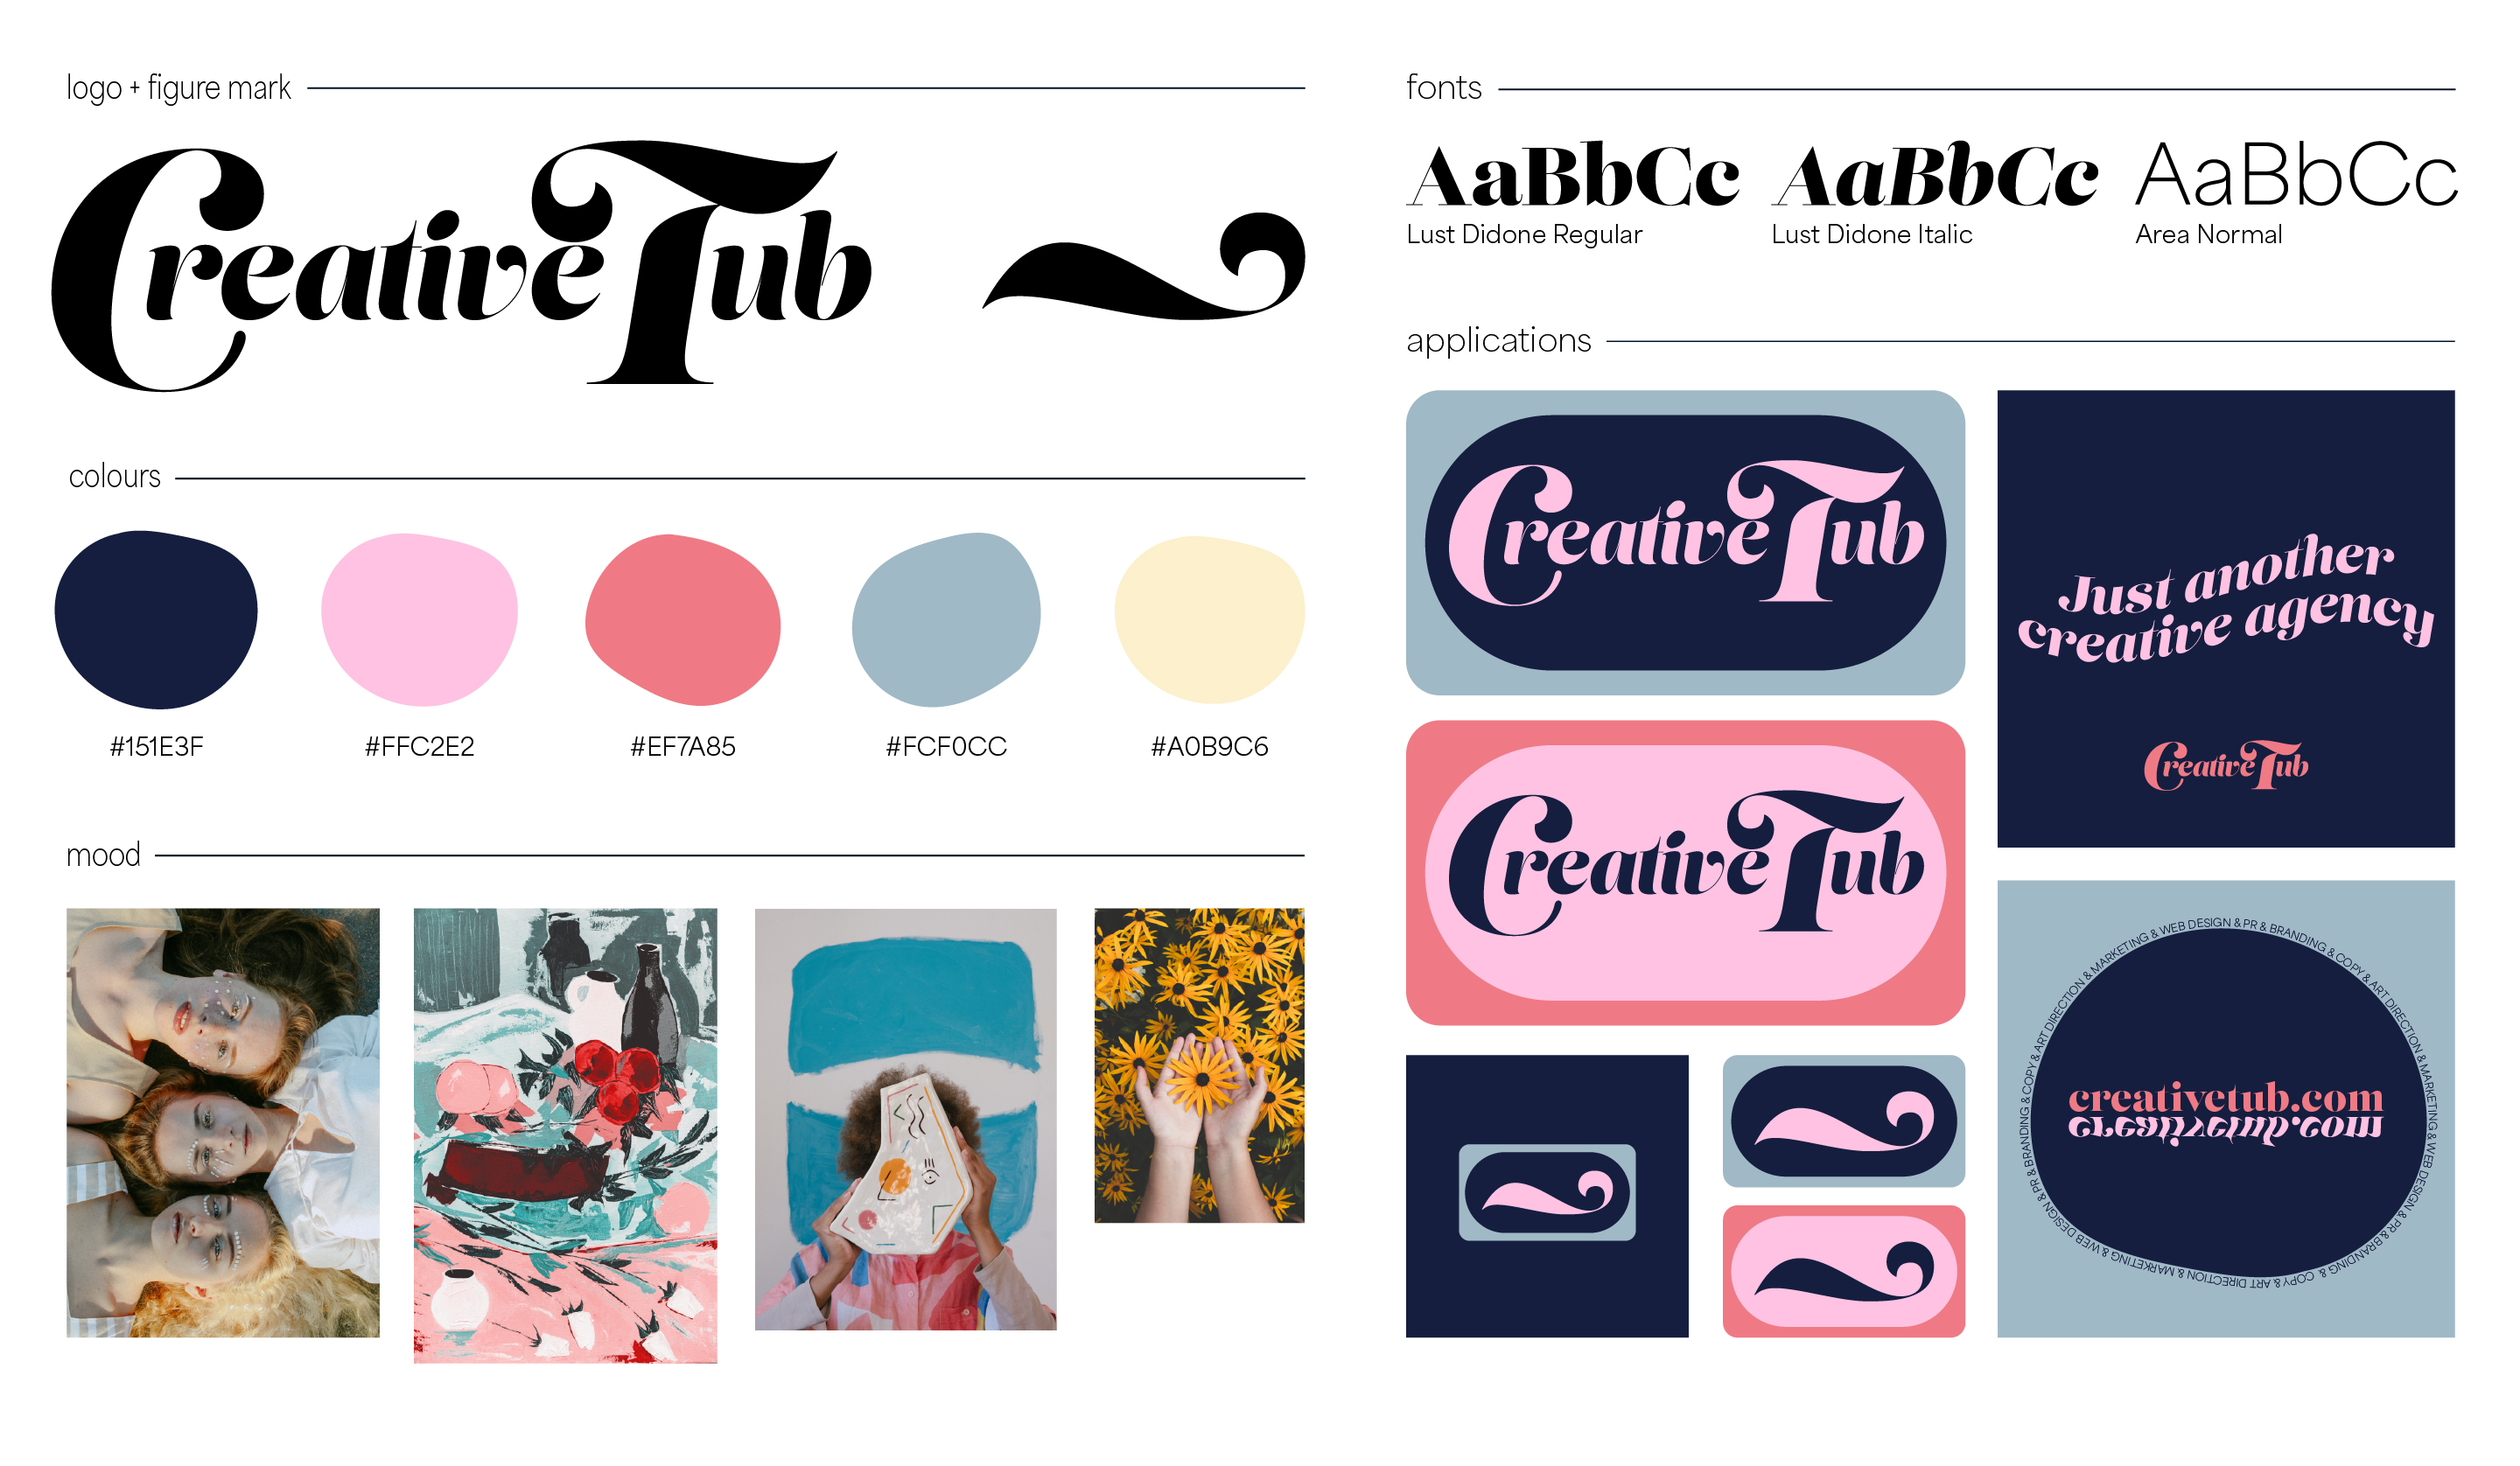 logo + figure mark
CreativeTub
colours
#151E3F
#FFC2E2
#EF7A85
#FCF0CC
#A0B9C6
mood
fonts
AaBbCc
Lust Didone Regular
AaBbCc
Lust Didone Italic
AaBbCc
Area Normal
applications
CreativeTub
CreativeTub
Just another
creative agency
CreativeTub
& MARKETING & WEB DESIGN & PR & BRANDING & COPY & ART DIRECTION & MARKETING & WEB DESIGN & PR & BRANDING & COPY & ART DIRECTION & MARKETING & WEB DESIGN & PR & BRANDING & COPY & ART DIRECTION
creativetub.com
creativetub.com